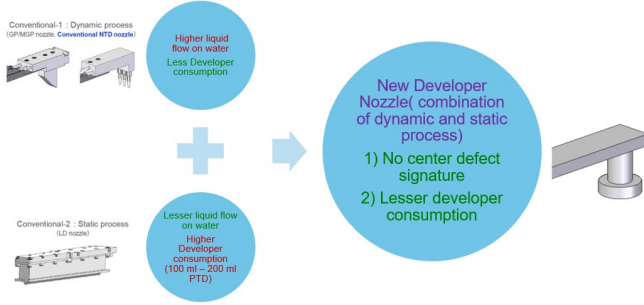 Conventional-1 : Dynamic process
(GP/MGP nozzle, Conventional NTD nozzle)
Higher liquid
flow on water
Less Developer
consumption
New Developer
Nozzle( combination
of dynamic and static
process)
1) No center defect
signature
2) Lesser developer
consumption
Conventional-2 : Static process
(LD nozzle)
Lesser liquid flow
on water
Higher
Developer
consumption
(100 ml – 200 ml
PTD)